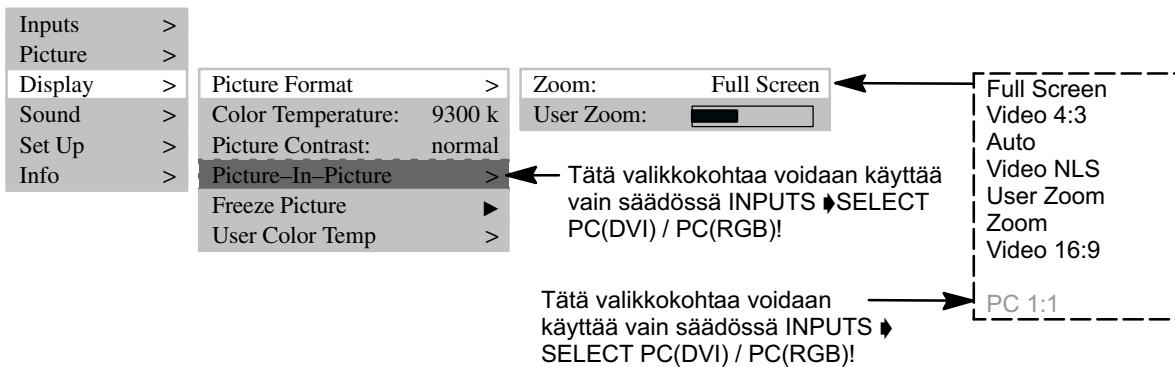 Inputs >
Picture >
Display >
Sound >
Set Up >
Info >
Picture Format >
Color Temperature: 9300 k
Picture Contrast: normal
Picture–In–Picture >
Freeze Picture ▶
User Color Temp >
Zoom: Full Screen
User Zoom:
Full Screen
Video 4:3
Auto
Video NLS
User Zoom
Zoom
Video 16:9
PC 1:1
Tätä valikkokohtaa voidaan käyttää
vain säädössä INPUTS ➧SELECT
PC(DVI) / PC(RGB)!
Tätä valikkokohtaa voidaan
käyttää vain säädössä INPUTS ➧
SELECT PC(DVI) / PC(RGB)!